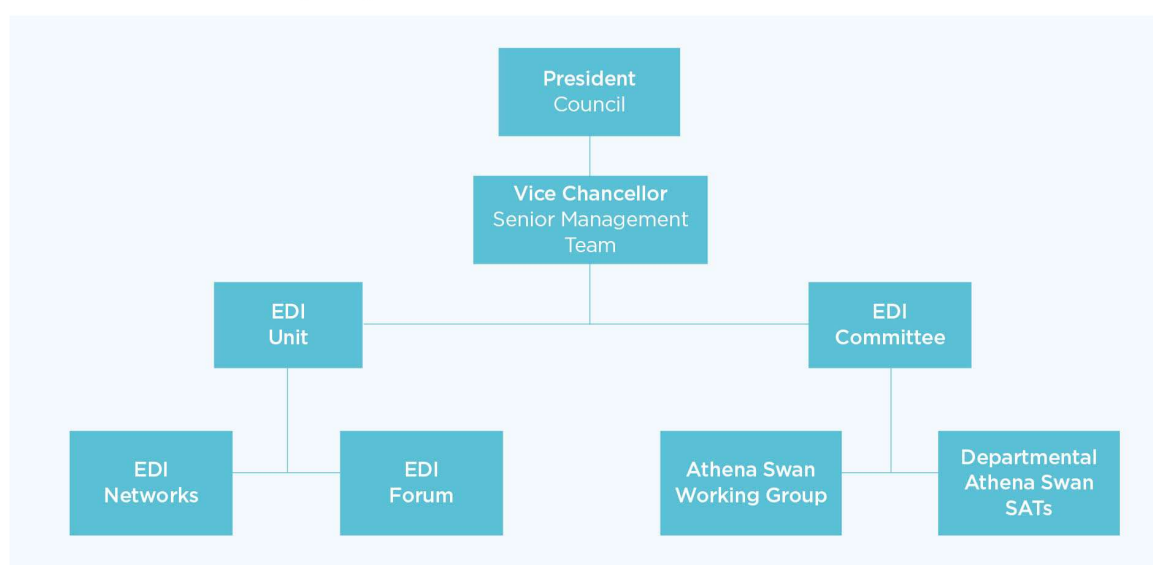 President
Council
Vice Chancellor
Senior Management
Team
EDI
Unit
EDI
Committee
EDI
Networks
EDI
Forum
Athena Swan
Working Group
Departmental
Athena Swan
SATs